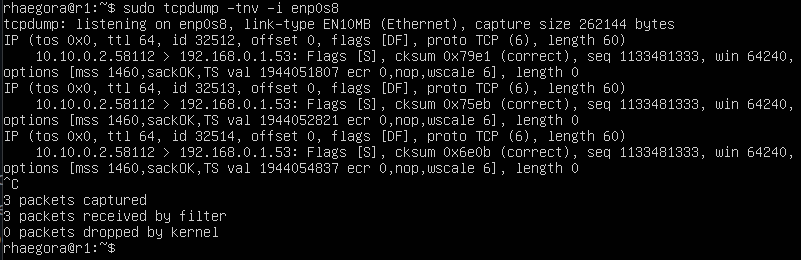 rhaegora@r1:~$ sudo tcpdump -tnv -i enp0s8
tcpdump: listening on enp0s8, link-type EN10MB (Ethernet), capture size 262144 bytes
IP (tos 0x0, ttl 64, id 32512, offset 0, flags [DF], proto TCP (6), length 60)
    10.10.0.2.58112 > 192.168.0.1.53: Flags [S], cksum 0x79e1 (correct), seq 1133481333, win 64240,
options [mss 1460,sackOK,TS val 1944051807 ecr 0,nop,wscale 6], length 0
IP (tos 0x0, ttl 64, id 32513, offset 0, flags [DF], proto TCP (6), length 60)
    10.10.0.2.58112 > 192.168.0.1.53: Flags [S], cksum 0x75eb (correct), seq 1133481333, win 64240,
options [mss 1460,sackOK,TS val 1944052821 ecr 0,nop,wscale 6], length 0
IP (tos 0x0, ttl 64, id 32514, offset 0, flags [DF], proto TCP (6), length 60)
    10.10.0.2.58112 > 192.168.0.1.53: Flags [S], cksum 0x6e0b (correct), seq 1133481333, win 64240,
options [mss 1460,sackOK,TS val 1944054837 ecr 0,nop,wscale 6], length 0
^C
3 packets captured
3 packets received by filter
0 packets dropped by kernel
rhaegora@r1:~$